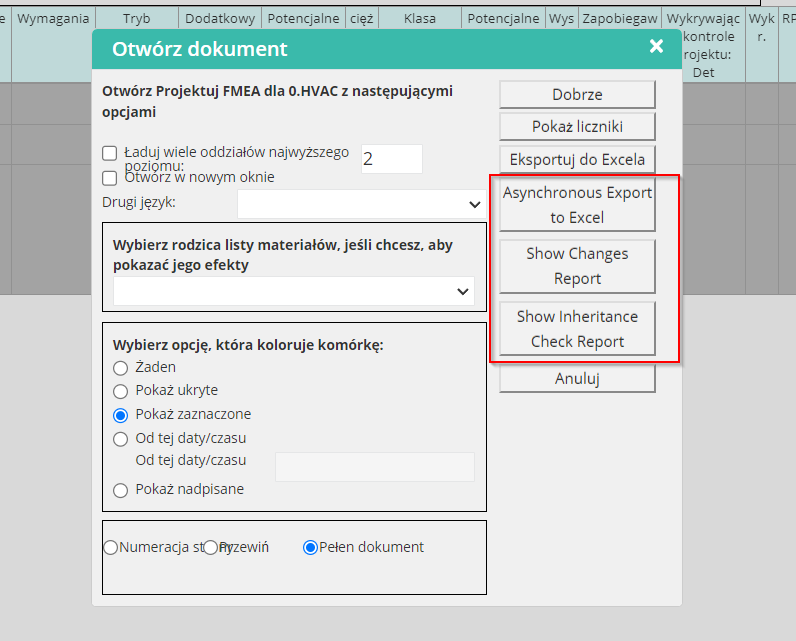 e Wymagania Tryb Dodatkowy Potencjalne cięż Klasa Potencjalne Wys Zapobiegaw Wykrywając Wyk RP
kontrole r.
rojektu:
Det
Otwórz dokument
Otwórz Projektuj FMEA dla 0.HVAC z następującymi
opcjami
Ładuj wiele oddziałów najwyższego
poziomu:
2
Otwórz w nowym oknie
Drugi język:
Wybierz rodzica listy materiałów, jeśli chcesz, aby
pokazać jego efekty
Wybierz opcję, która koloruje komórkę:
Żaden
Pokaż ukryte
Pokaż zaznaczone
Od tej daty/czasu
Od tej daty/czasu
Pokaż nadpisane
Numeracja strony Przewiń Pełen dokument
Dobrze
Pokaż liczniki
Eksportuj do Excela
Asynchronous Export
to Excel
Show Changes
Report
Show Inheritance
Check Report
Anuluj